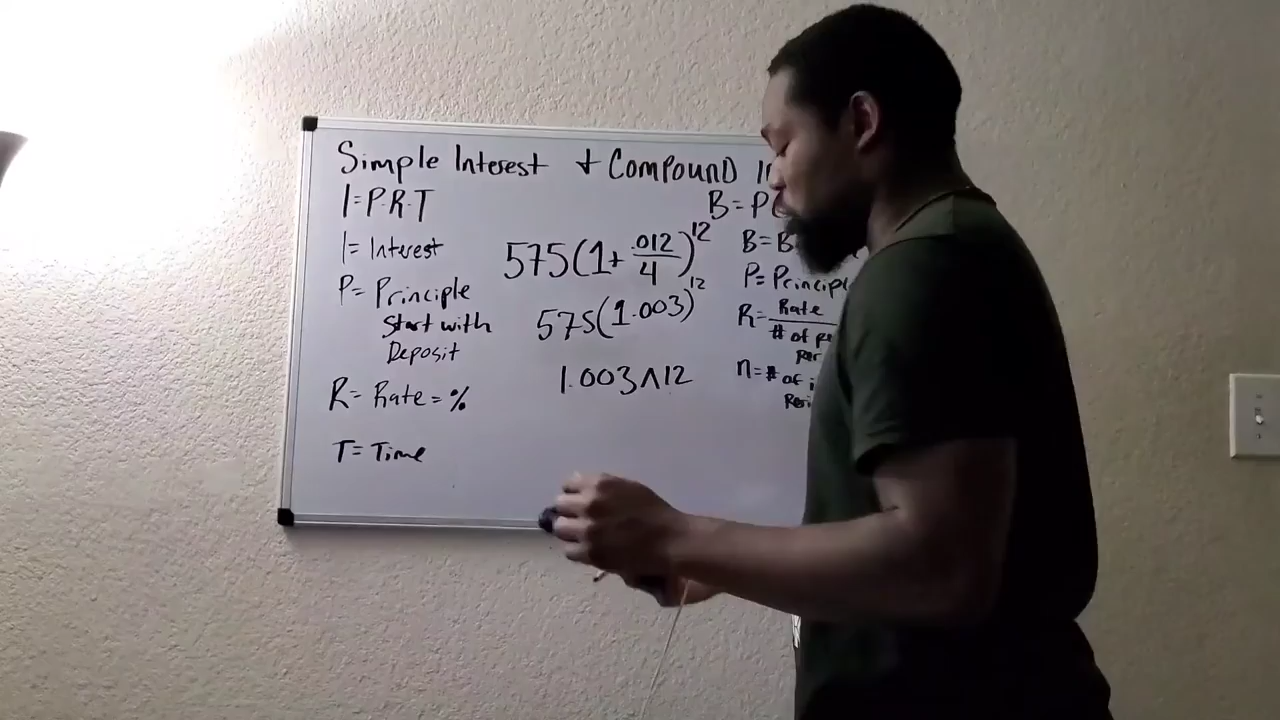 Simple Interest + Compound
I=P.R.T
I= Interest
P= Principle
Start with
Deposit
R= Rate = %
T= Time
575(1+ .012/4)^12
575(1.003)^12
1.003^12
B= P(
B=
P= Principle
R= Rate
# of
per
n= #
of